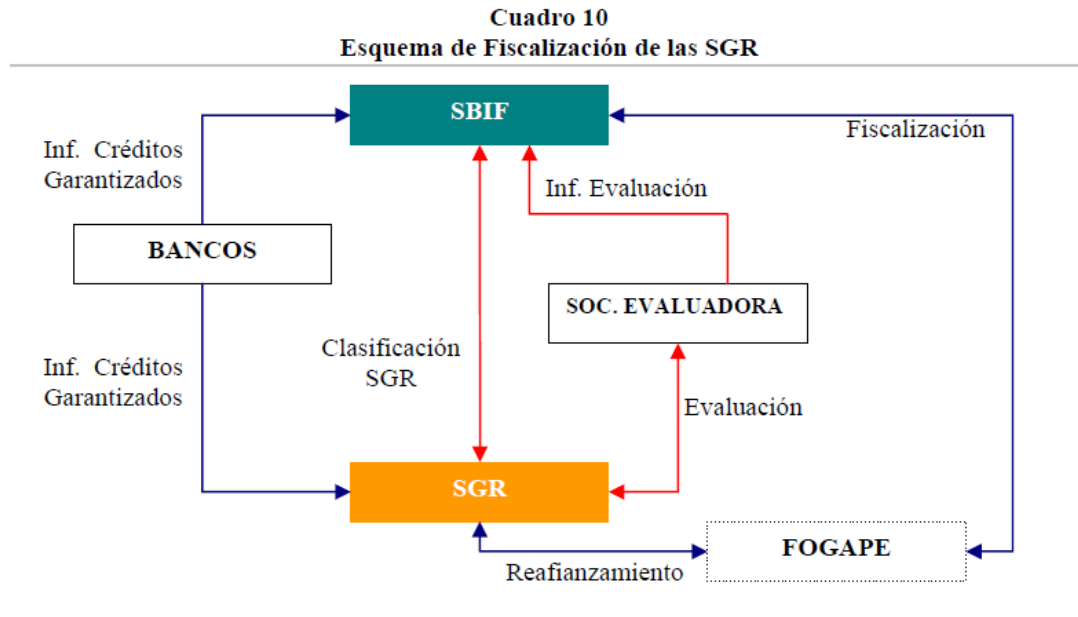 Cuadro 10
Esquema de Fiscalización de las SGR
SBIF
Fiscalización
Inf. Créditos
Garantizados
Inf. Evaluación
BANCOS
SOC. EVALUADORA
Clasificación
SGR
Inf. Créditos
Garantizados
Evaluación
SGR
FOGAPE
Reafianzamiento